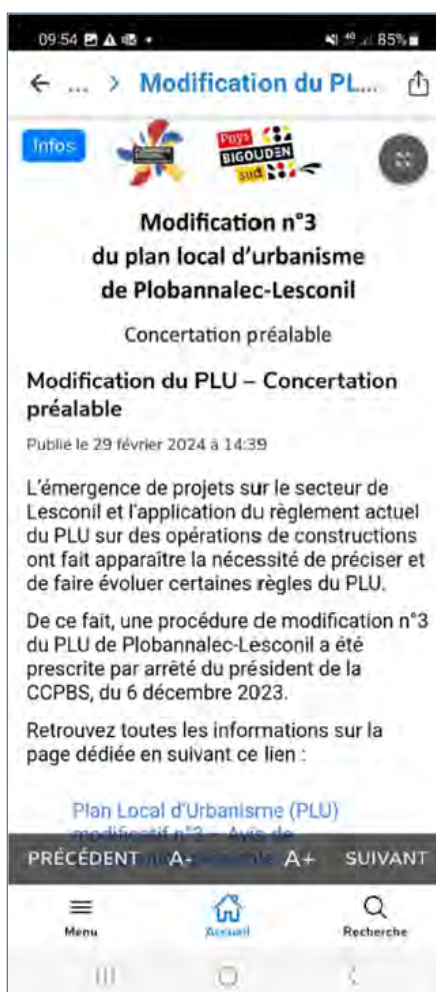 09:54
85%
... > Modification du PL...
Infos
Pays
BIGOUDEN
sud
Modification n°3
du plan local d'urbanisme
de Plobannalec-Lesconil
Concertation préalable
Modification du PLU – Concertation
préalable
Publié le 29 février 2024 à 14:39
L'émergence de projets sur le secteur de
Lesconil et l'application du règlement actuel
du PLU sur des opérations de constructions
ont fait apparaître la nécessité de préciser et
de faire évoluer certaines règles du PLU.
De ce fait, une procédure de modification n°3
du PLU de Plobannalec-Lesconil a été
prescrite par arrêté du président de la
CCPBS, du 6 décembre 2023.
Retrouvez toutes les informations sur la
page dédiée en suivant ce lien :
Plan Local d'Urbanisme (PLU)
modificatif n°3 – Avis de
PRÉCÉDENT A- A+ SUIVANT
Menu Accueil Recherche